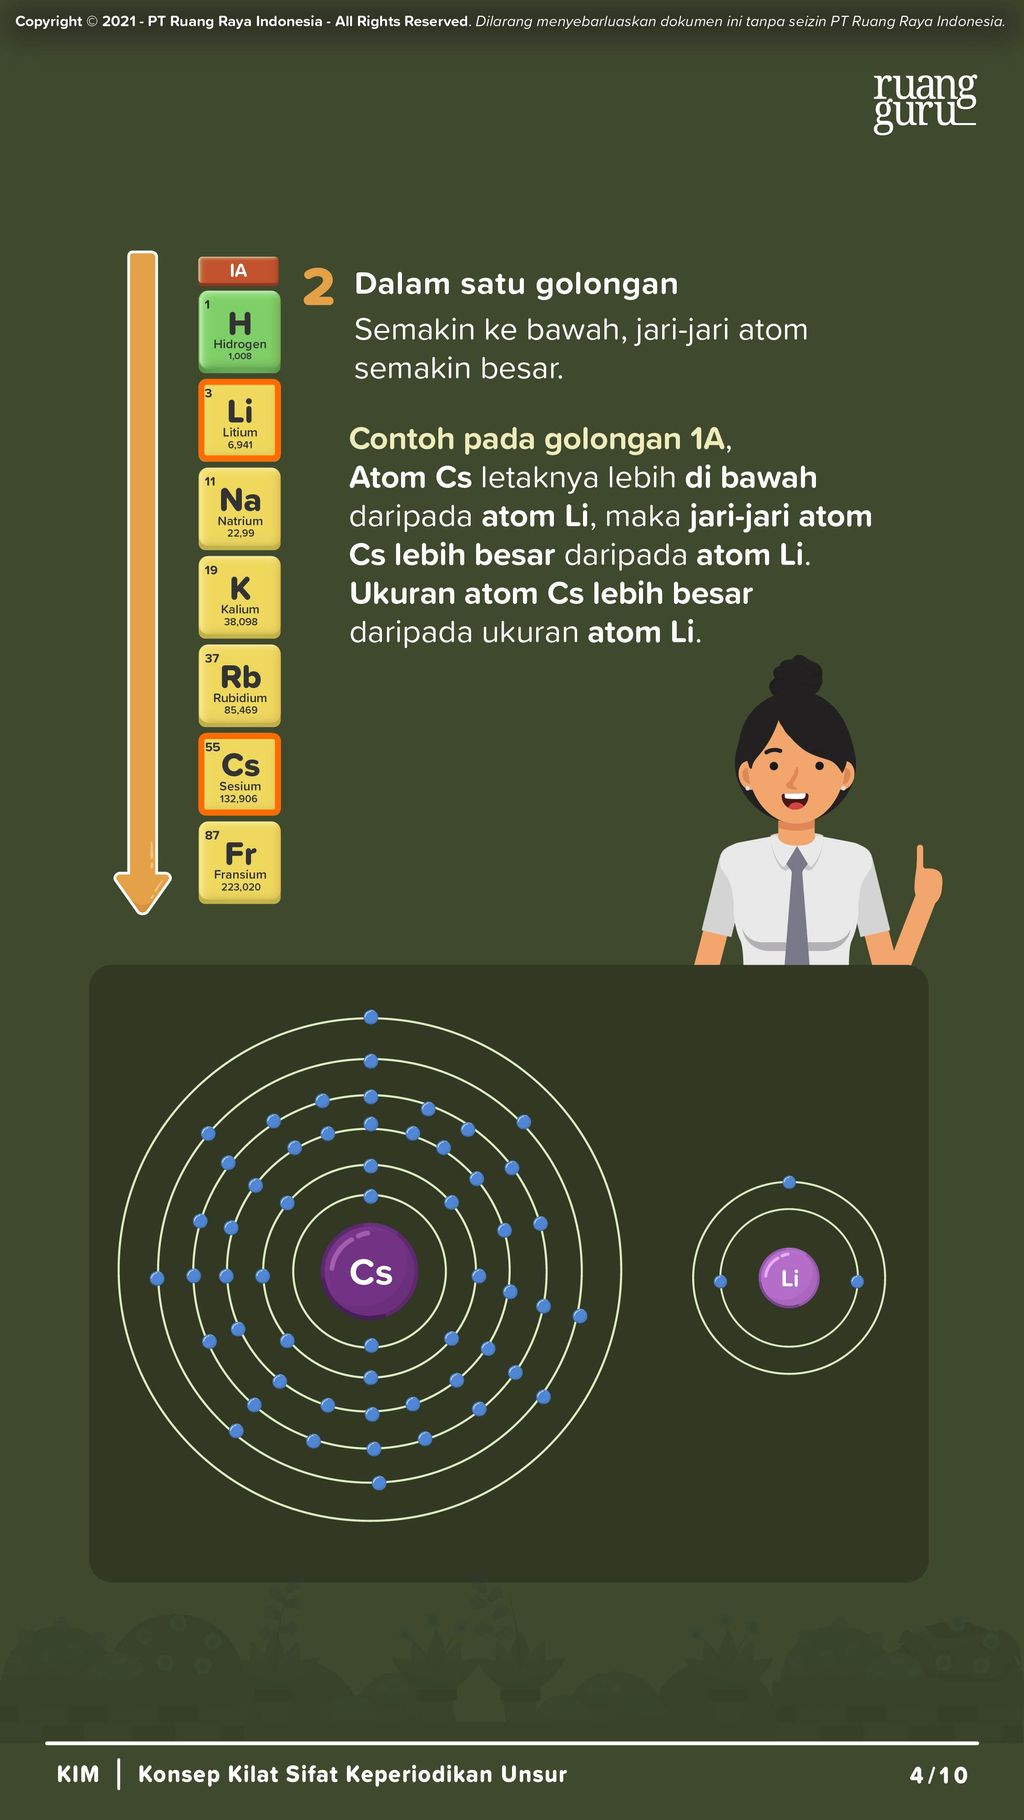 Copyright © 2021 - PT Ruang Raya Indonesia - All Rights Reserved. Dilarang menyebarluaskan dokumen ini tanpa seizin PT Ruang Raya Indonesia.
ruang
guru
IA
1
H
Hidrogen
1,008
3
Li
Litium
6,941
11
Na
Natrium
22,99
19
K
Kalium
38,098
37
Rb
Rubidium
85,469
55
Cs
Sesium
132,906
87
Fr
Fransium
223,020
2 Dalam satu golongan
Semakin ke bawah, jari-jari atom
semakin besar.
Contoh pada golongan 1A,
Atom Cs letaknya lebih di bawah
daripada atom Li, maka jari-jari atom
Cs lebih besar daripada atom Li.
Ukuran atom Cs lebih besar
daripada ukuran atom Li.
Cs
Li
KIM | Konsep Kilat Sifat Keperiodikan Unsur
4/10